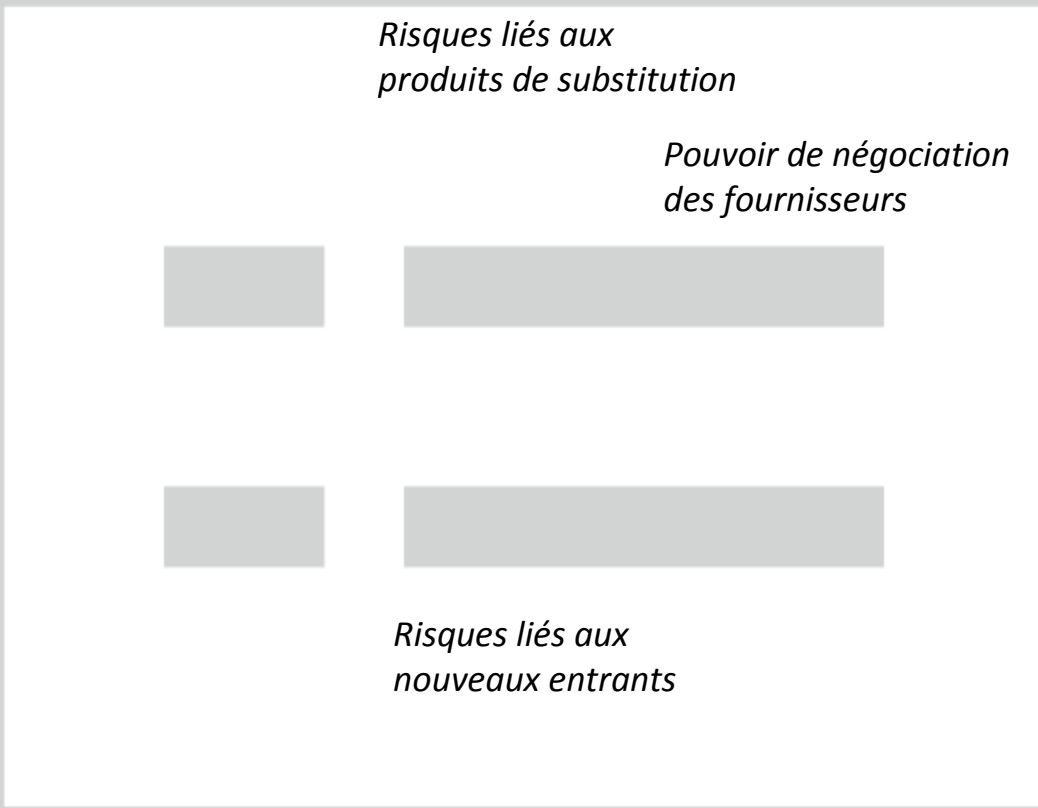 Risques liés aux
produits de substitution
Pouvoir de négociation
des fournisseurs
Risques liés aux
nouveaux entrants